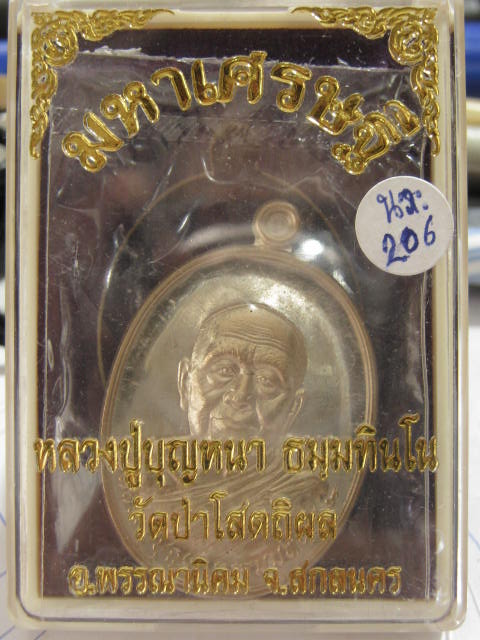 มหาเศรษฐี
นวะ
206
หลวงปู่บุญหนา ธมฺมทินโน
วัดป่าโสตถิผล
อ.พรรณานิคม จ.สกลนคร